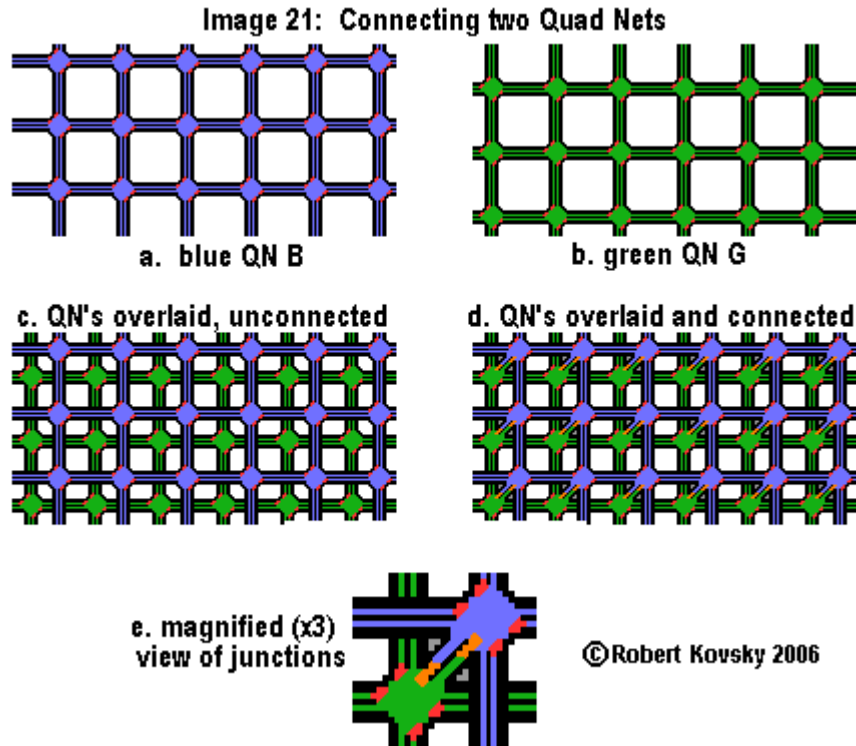 Image 21:  Connecting two Quad Nets
a.  blue QN B
b. green QN G
c. QN's overlaid, unconnected
d. QN's overlaid and connected
e. magnified (x3)
view of junctions
©Robert Kovsky 2006